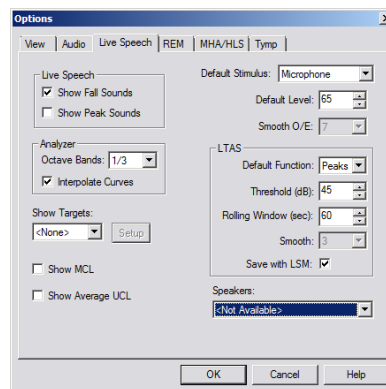 Options
View Audio Live Speech REM MHA/HLS Tymp
Live Speech
Show Fall Sounds
Show Peak Sounds
Analyzer
Octave Bands: 1/3
Interpolate Curves
Show Targets:
<None> Setup
Show MCL
Show Average UCL
Default Stimulus: Microphone
Default Level: 65
Smooth O/E: 7
LTAS
Default Function: Peaks
Threshold (dB): 45
Rolling Window (sec): 60
Smooth: 3
Save with LSM:
Speakers:
<Not Available>
OK Cancel Help